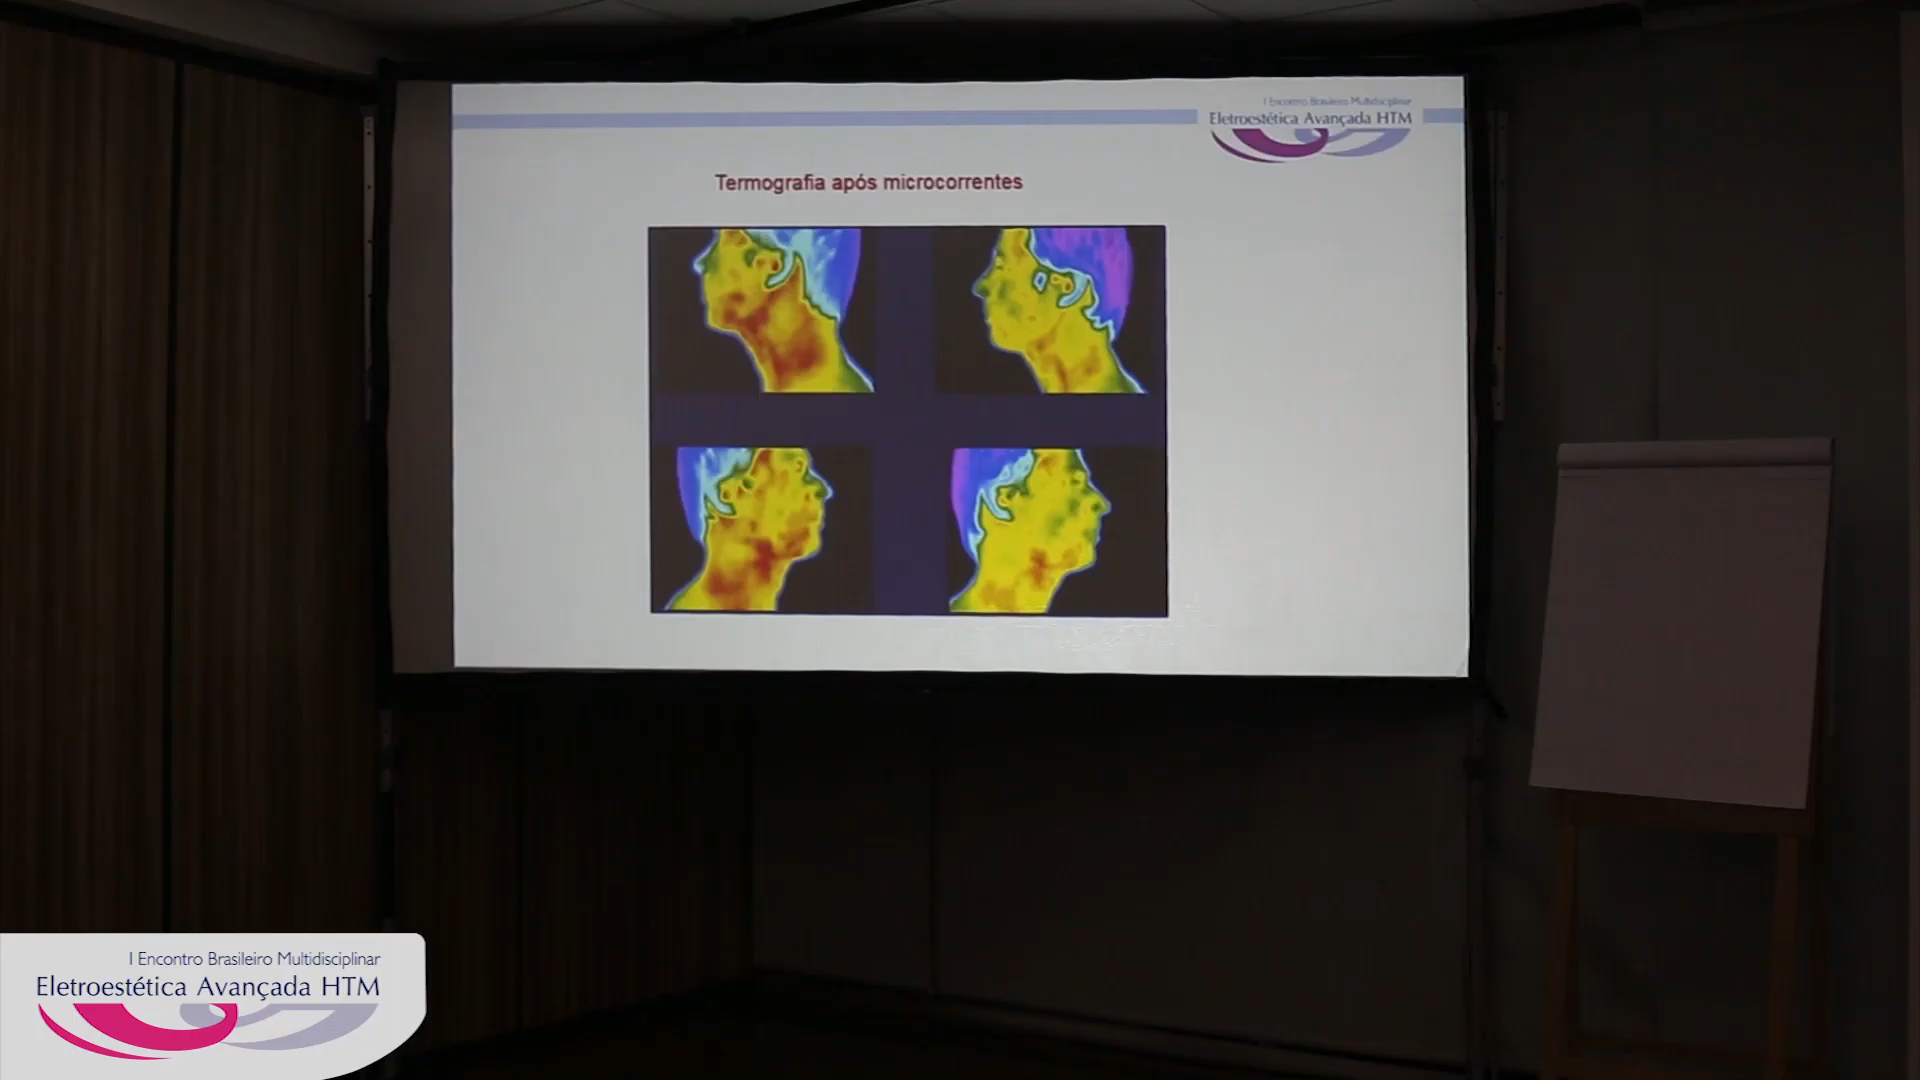 I Encontro Brasileiro Multidisciplinar
Eletroestética Avançada HTM
Termografia após microcorrentes
I Encontro Brasileiro Multidisciplinar
Eletroestética Avançada HTM